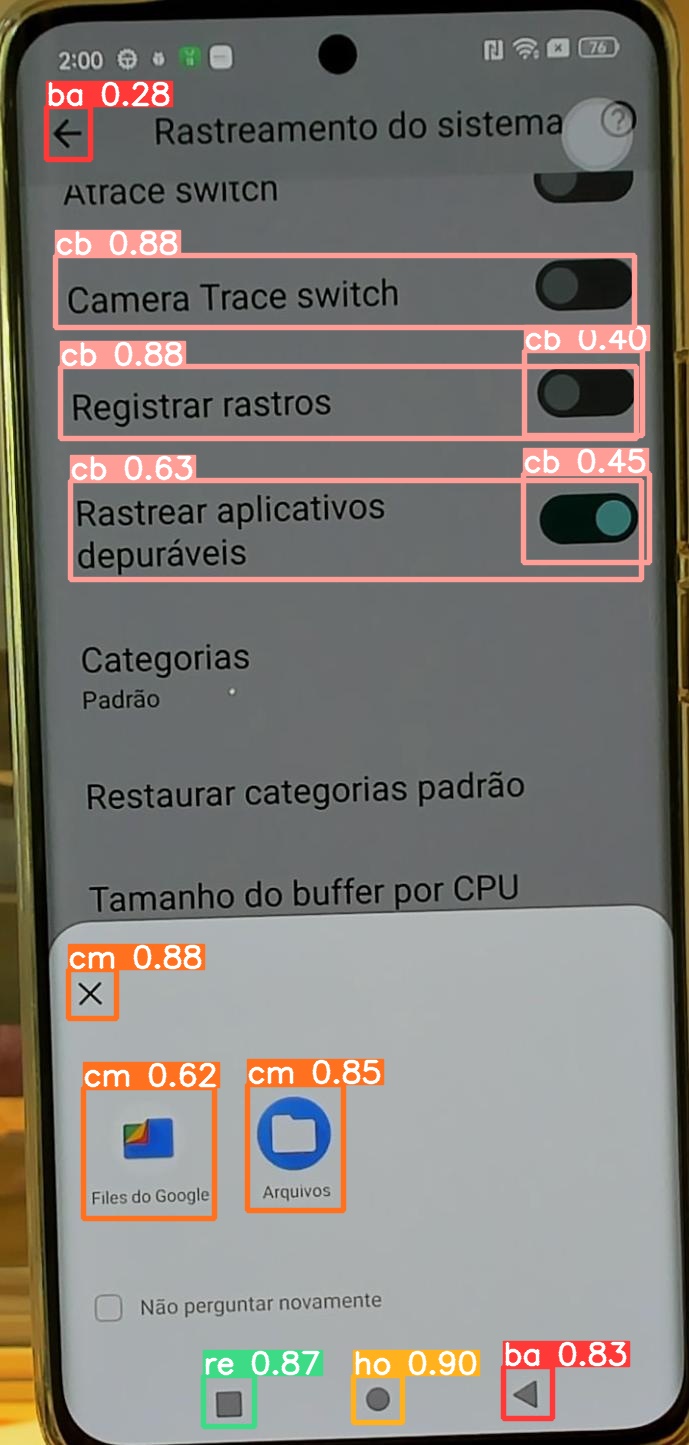 2:00
76
ba 0.28
Rastreamento do sistema
?
Atrace switch
cb 0.88
Camera Trace switch
cb 0.88
cb 0.40
Registrar rastros
cb 0.63
cb 0.45
Rastrear aplicativos
depuráveis
Categorias
Padrão
Restaurar categorias padrão
Tamanho do buffer por CPU
cm 0.88
cm 0.62
cm 0.85
Files do Google
Arquivos
Não perguntar novamente
re 0.87
ho 0.90
ba 0.83